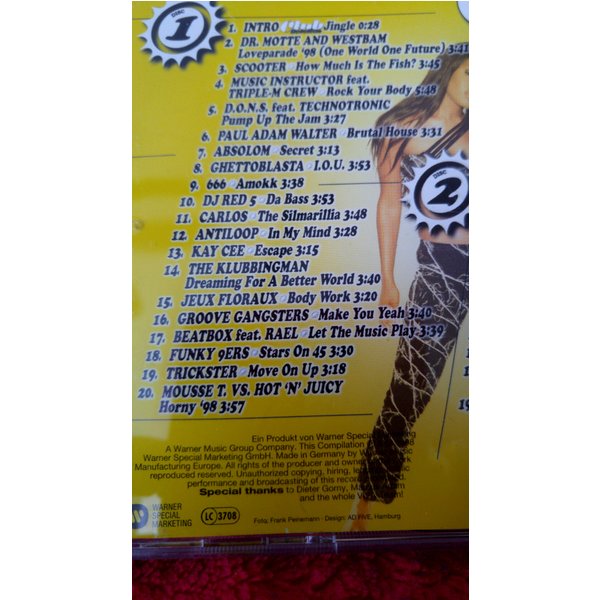 DISC 1
1. INTRO Club Jingle 0:28
2. DR. MOTTE AND WESTBAM
Loveparade '98 (One World One Future) 3:41
3. SCOOTER How Much Is The Fish? 3:45
4. MUSIC INSTRUCTOR feat.
TRIPLE-M CREW Rock Your Body 5:48
5. D.O.N.S. feat. TECHNOTRONIC
Pump Up The Jam 3:27
6. PAUL ADAM WALTER Brutal House 3:31
7. ABSOLOM Secret 3:13
8. GHETTOBLASTA I.O.U. 3:53
9. 666 Amokk 3:38
10. DJ RED 5 Da Bass 3:53
11. CARLOS The Silmarillia 3:48
12. ANTILOOP In My Mind 3:28
13. KAY CEE Escape 3:15
14. THE KLUBBINGMAN
Dreaming For A Better World 3:40
15. JEUX FLORAUX Body Work 3:20
16. GROOVE GANGSTERS Make You Yeah 3:40
17. BEATBOX feat. RAEL Let The Music Play 3:39
18. FUNKY 9ERS Stars On 45 3:30
19. TRICKSTER Move On Up 3:18
20. MOUSSE T. VS. HOT 'N' JUICY
Horny '98 3:57
DISC 2
19
Ein Produkt von Warner Special
A Warner Music Group Company. This Compilation
Warner Special Marketing GmbH. Made in Germany by
Manufacturing Europe. All rights of the producer and
reproduced reserved. Unauthorized copying, hiring,
performance and broadcasting of this
Special thanks to Dieter Gorny,
and the whole
WARNER
SPECIAL
MARKETING
LC 3708
Foto: Frank Peinemann · Design: AD FIVE, Hamburg